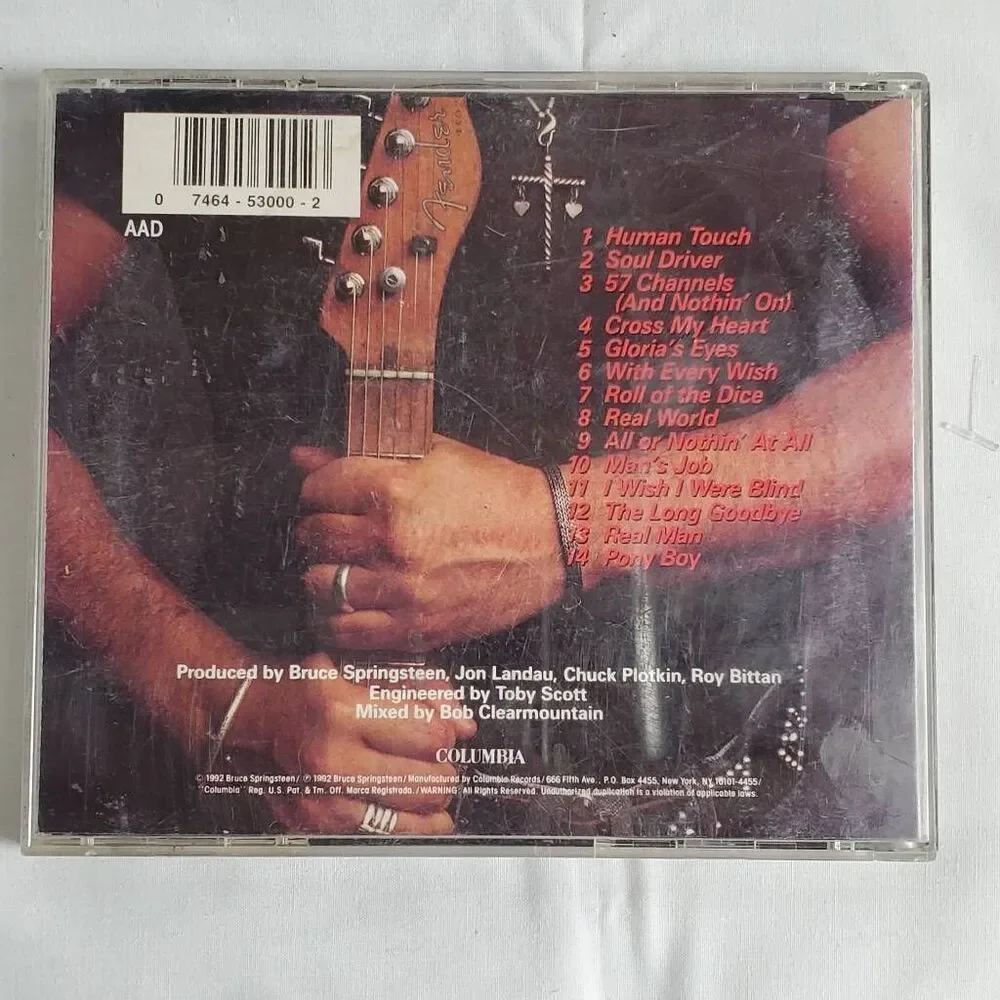 0 7464 - 53000 - 2
AAD
Fender
1 Human Touch
2 Soul Driver
3 57 Channels
(And Nothin' On)
4 Cross My Heart
5 Gloria's Eyes
6 With Every Wish
7 Roll of the Dice
8 Real World
9 All or Nothin' At All
10 Man's Job
11 I Wish I Were Blind
12 The Long Goodbye
13 Real Man
14 Pony Boy
Produced by Bruce Springsteen, Jon Landau, Chuck Plotkin, Roy Bittan
Engineered by Toby Scott
Mixed by Bob Clearmountain
COLUMBIA
© 1992 Bruce Springsteen/ ℗ 1992 Bruce Springsteen/ Manufactured by Columbia Records/ 666 Fifth Ave., P.O. Box 4455, New York, NY 10101-4455/
"Columbia" Reg. U.S. Pat. & Tm. Off. Marca Registrada./ WARNING: All Rights Reserved. Unauthorized duplication is a violation of applicable laws.